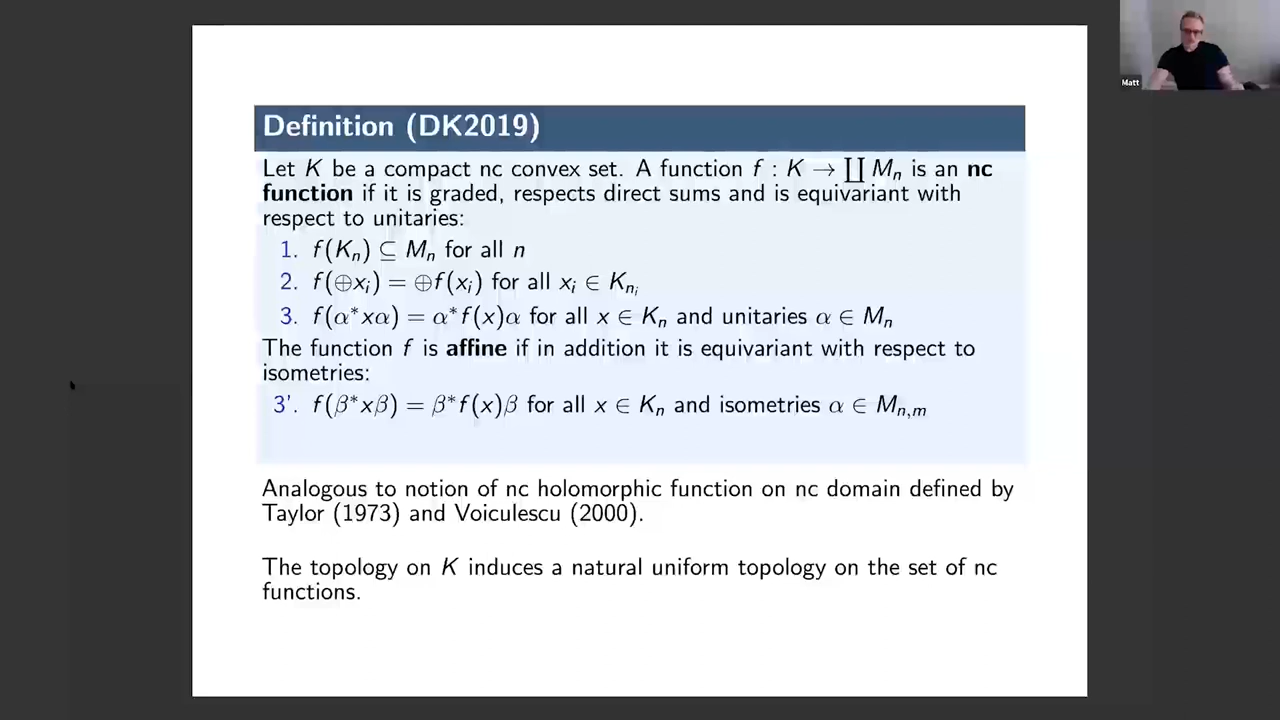 Matt
Definition (DK2019)
Let K be a compact nc convex set. A function f : K → ∐ Mₙ is an nc
function if it is graded, respects direct sums and is equivariant with
respect to unitaries:
1. f(Kₙ) ⊆ Mₙ for all n
2. f(⊕xᵢ) = ⊕f(xᵢ) for all xᵢ ∈ K_{nᵢ}
3. f(α*xα) = α*f(x)α for all x ∈ Kₙ and unitaries α ∈ Mₙ
The function f is affine if in addition it is equivariant with respect to
isometries:
3'. f(β*xβ) = β*f(x)β for all x ∈ Kₙ and isometries α ∈ M_{n,m}
Analogous to notion of nc holomorphic function on nc domain defined by
Taylor (1973) and Voiculescu (2000).
The topology on K induces a natural uniform topology on the set of nc
functions.